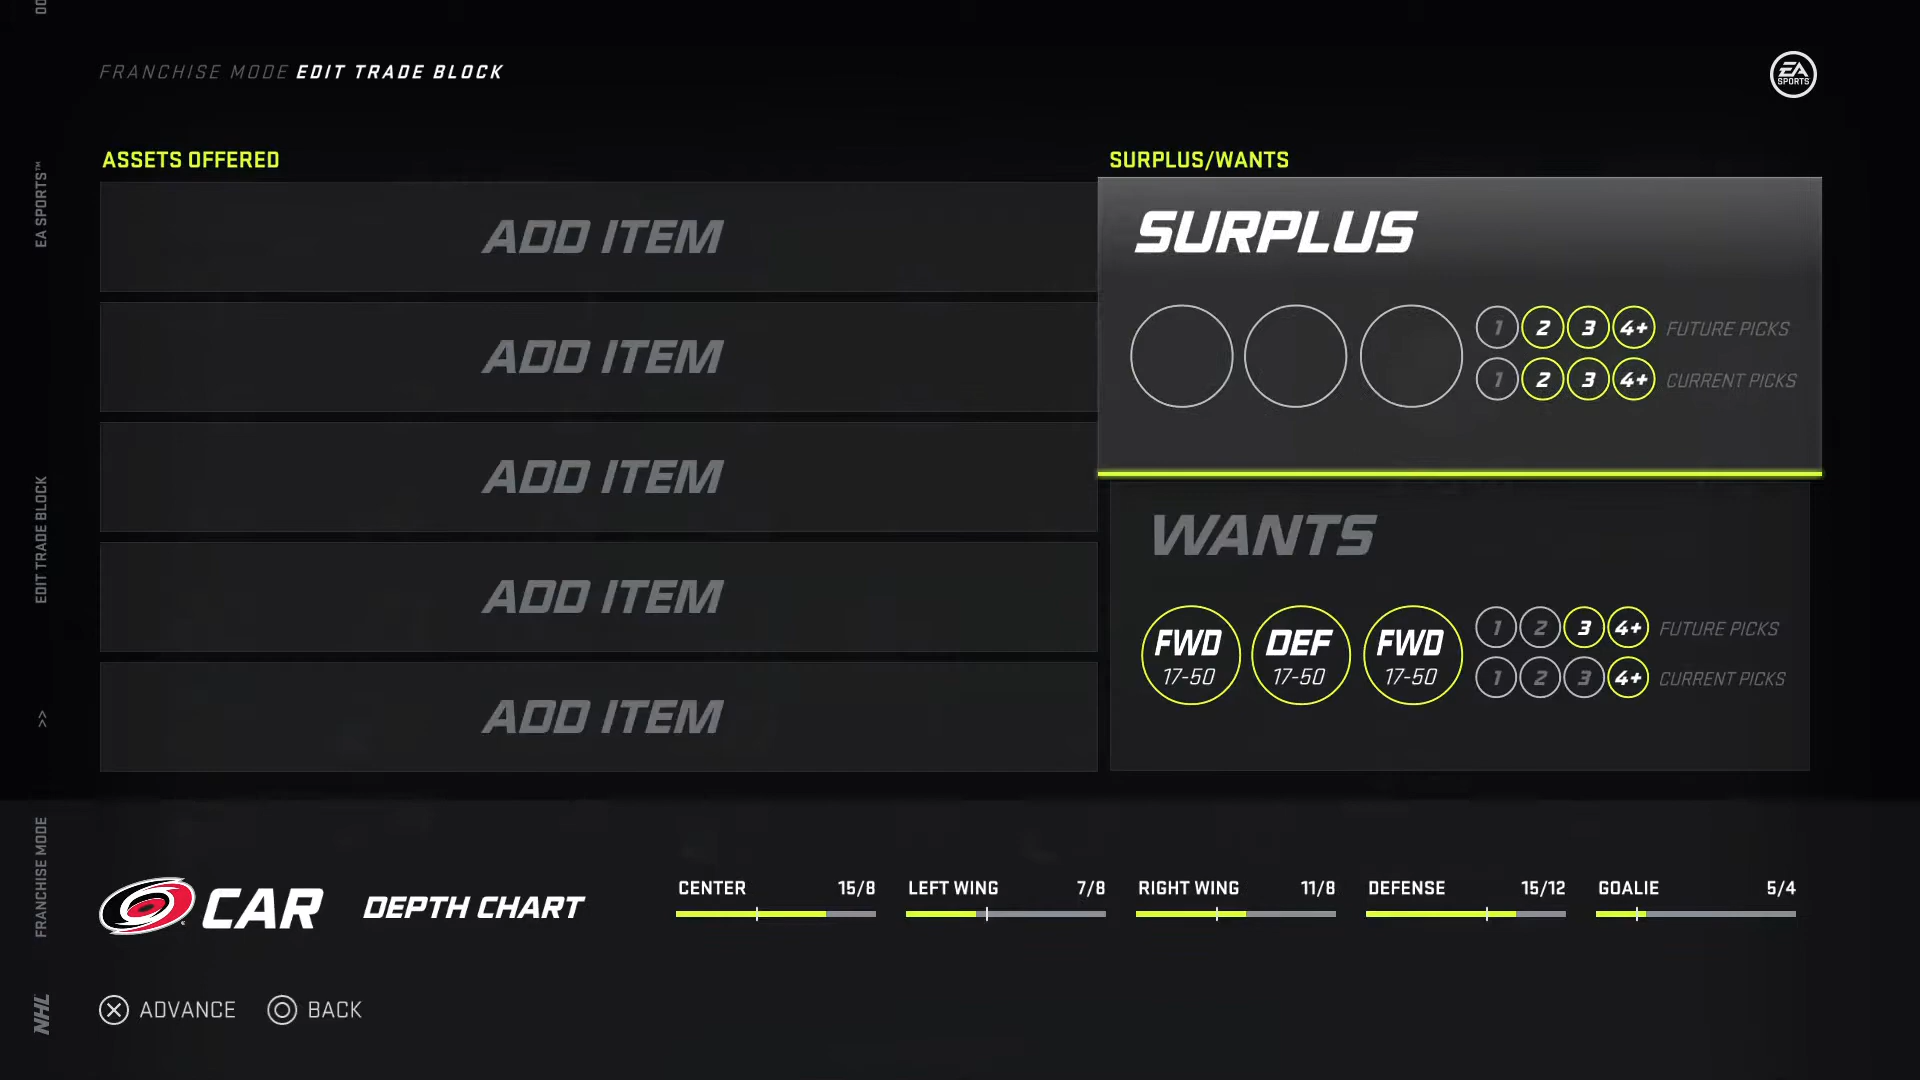 FRANCHISE MODE EDIT TRADE BLOCK
EA SPORTS
ASSETS OFFERED
ADD ITEM
ADD ITEM
ADD ITEM
ADD ITEM
ADD ITEM
SURPLUS/WANTS
SURPLUS
1 2 3 4+ FUTURE PICKS
1 2 3 4+ CURRENT PICKS
WANTS
FWD 17-50
DEF 17-50
FWD 17-50
1 2 3 4+ FUTURE PICKS
1 2 3 4+ CURRENT PICKS
CAR DEPTH CHART
CENTER 15/8
LEFT WING 7/8
RIGHT WING 11/8
DEFENSE 15/12
GOALIE 5/4
ADVANCE BACK
NHL FRANCHISE MODE >> EDIT TRADE BLOCK EA SPORTS™